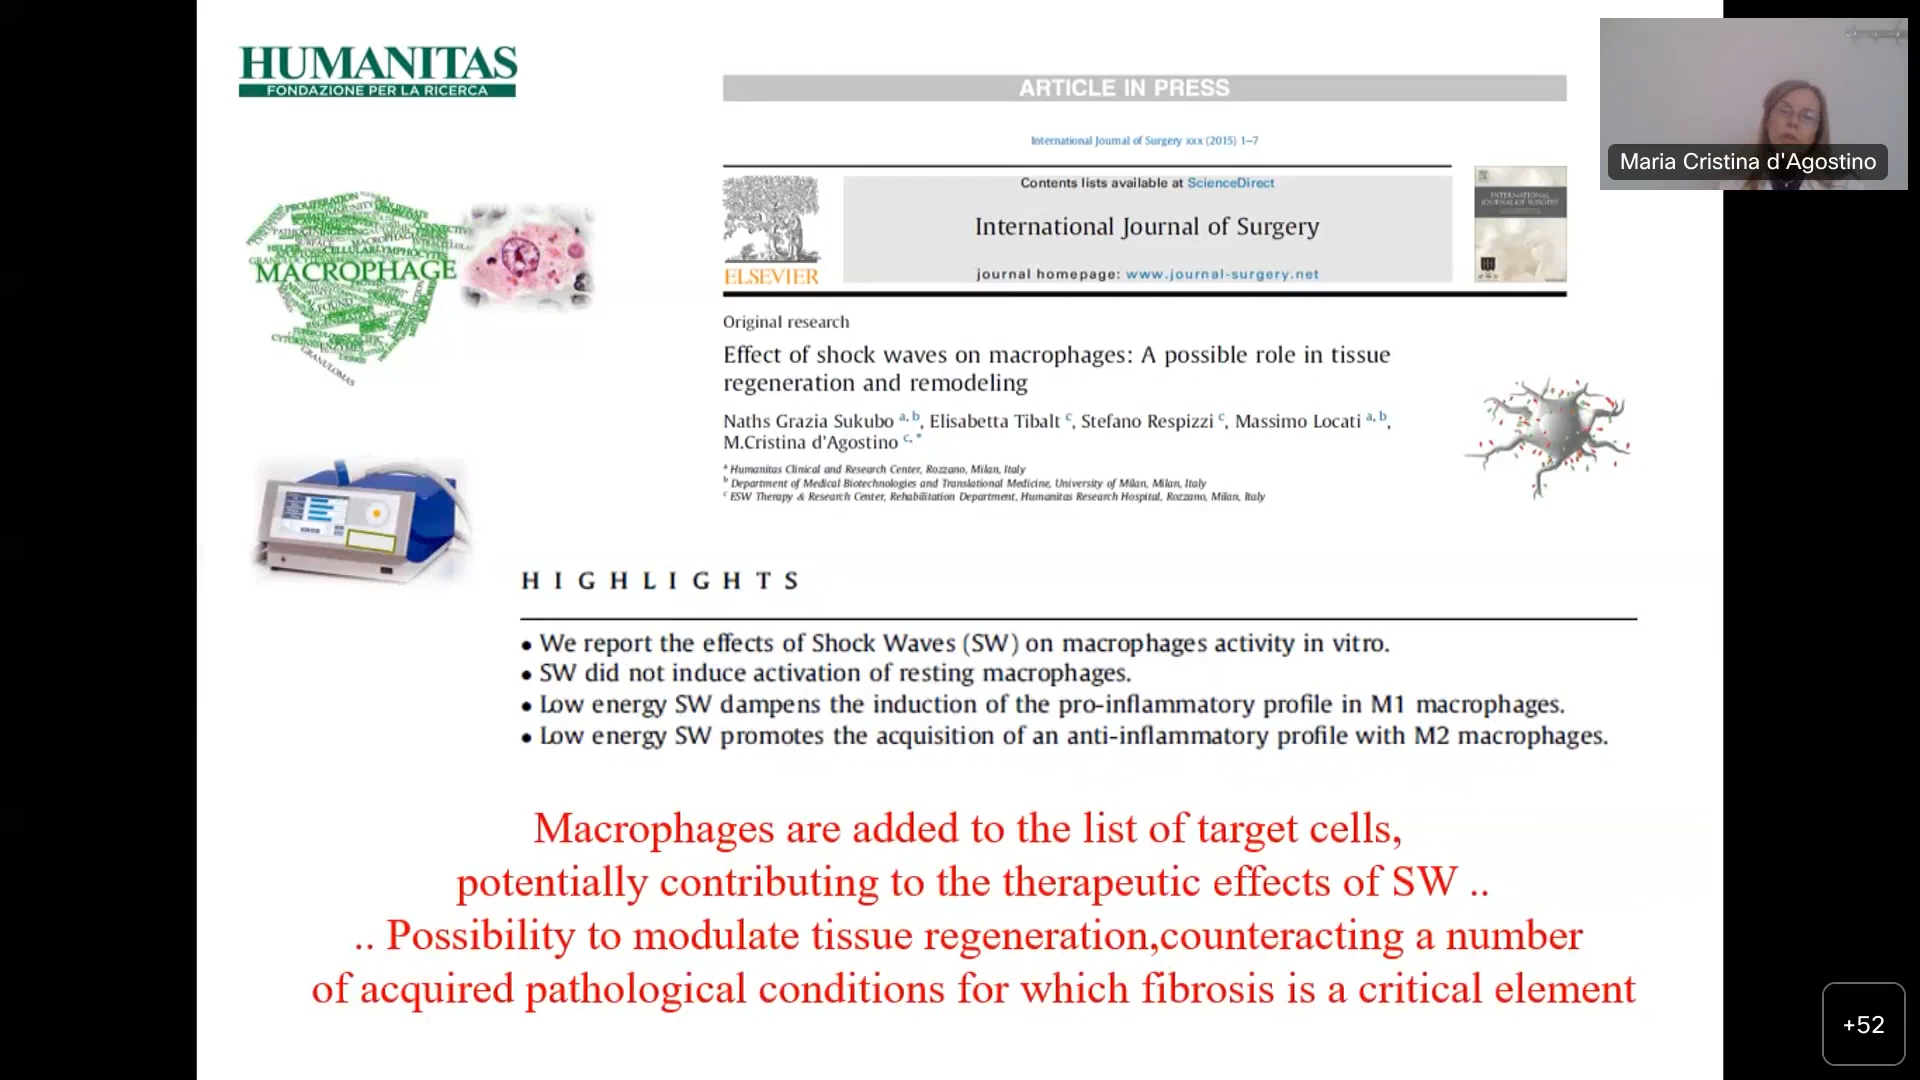 HUMANITAS
FONDAZIONE PER LA RICERCA
ARTICLE IN PRESS
International Journal of Surgery xxx (2015) 1–7
Contents lists available at ScienceDirect
International Journal of Surgery
journal homepage: www.journal-surgery.net
ELSEVIER
INTERNATIONAL
JOURNAL OF SURGERY
Maria Cristina d'Agostino
PROLIFERATION
MACROPHAGE
GRANULOMAS
Original research
Effect of shock waves on macrophages: A possible role in tissue
regeneration and remodeling
Naths Grazia Sukubo a, b, Elisabetta Tibalt c, Stefano Respizzi c, Massimo Locati a, b,
M.Cristina d'Agostino c, *
a Humanitas Clinical and Research Center, Rozzano, Milan, Italy
b Department of Medical Biotechnologies and Translational Medicine, University of Milan, Milan, Italy
c ESW Therapy & Research Center, Rehabilitation Department, Humanitas Research Hospital, Rozzano, Milan, Italy
HIGHLIGHTS
• We report the effects of Shock Waves (SW) on macrophages activity in vitro.
• SW did not induce activation of resting macrophages.
• Low energy SW dampens the induction of the pro-inflammatory profile in M1 macrophages.
• Low energy SW promotes the acquisition of an anti-inflammatory profile with M2 macrophages.
Macrophages are added to the list of target cells,
potentially contributing to the therapeutic effects of SW ..
.. Possibility to modulate tissue regeneration,counteracting a number
of acquired pathological conditions for which fibrosis is a critical element
+52